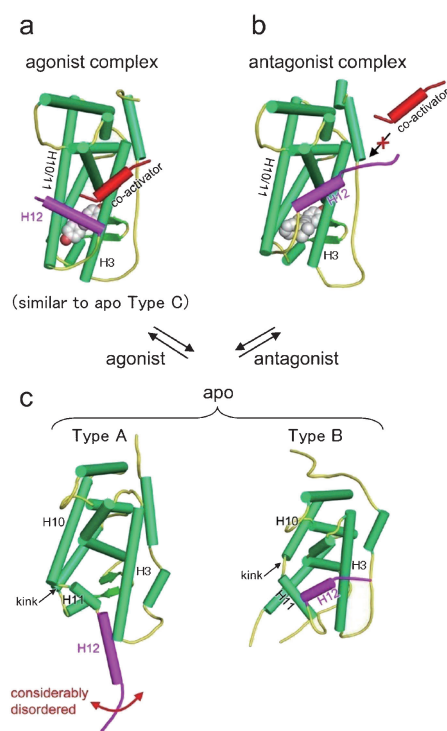 a
agonist complex
H10/11
co-activator
H12
H3
(similar to apo Type C)
b
antagonist complex
co-activator
H10/11
H12
H3
agonist
antagonist
apo
c
Type A
H10
H3
kink
H11
H12
considerably
disordered
Type B
H10
H3
kink
H11
H12